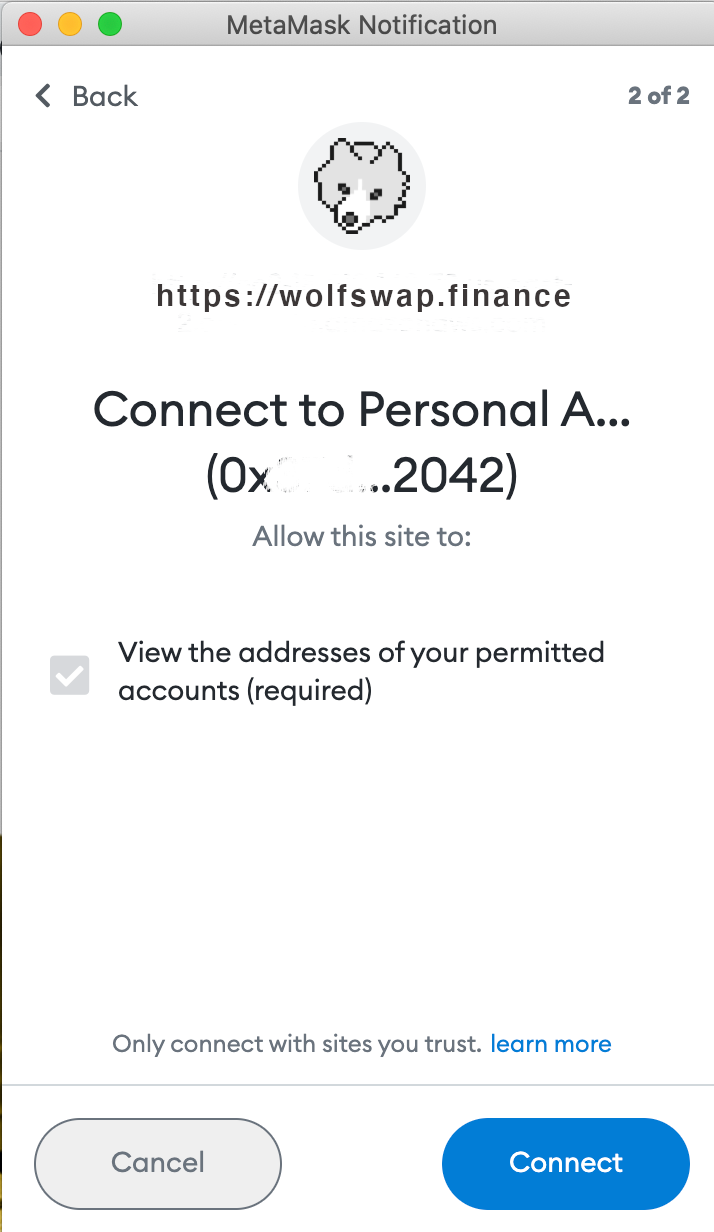 MetaMask Notification
Back
2 of 2
https://wolfswap.finance
Connect to Personal A...
(0x ...2042)
Allow this site to:
View the addresses of your permitted
accounts (required)
Only connect with sites you trust. learn more
Cancel
Connect